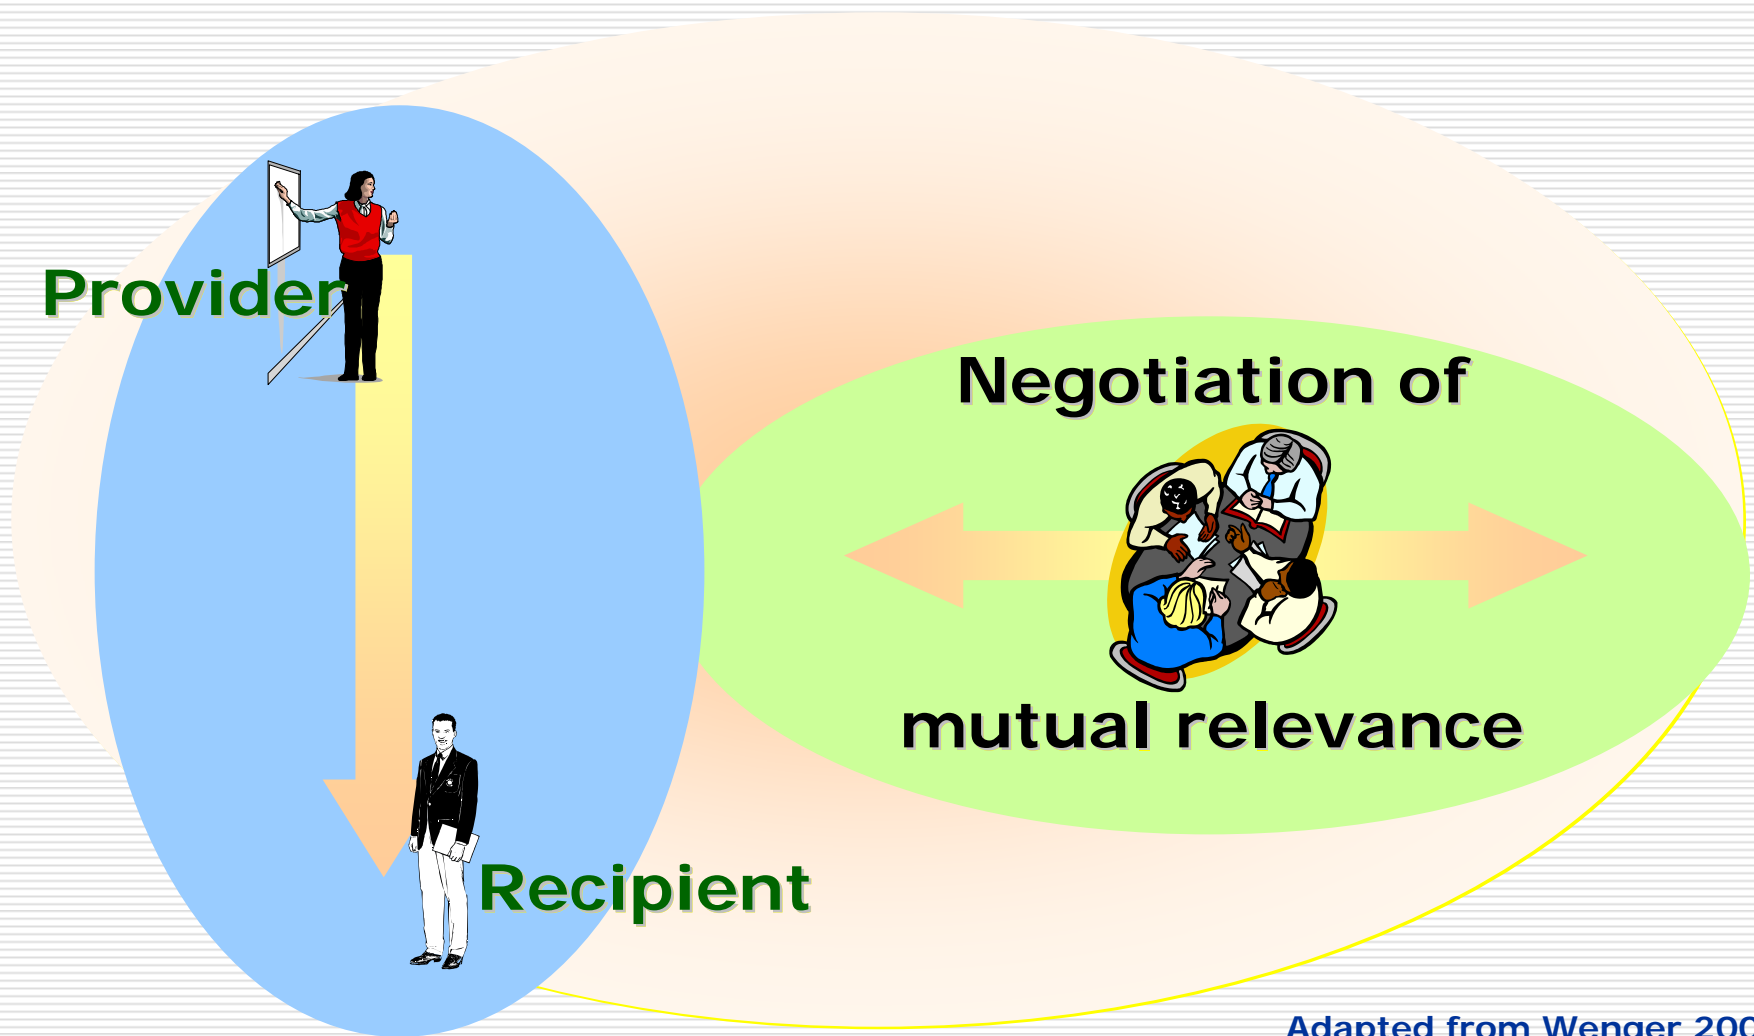 Provider
Negotiation of
mutual relevance
Recipient
Adapted from Wenger